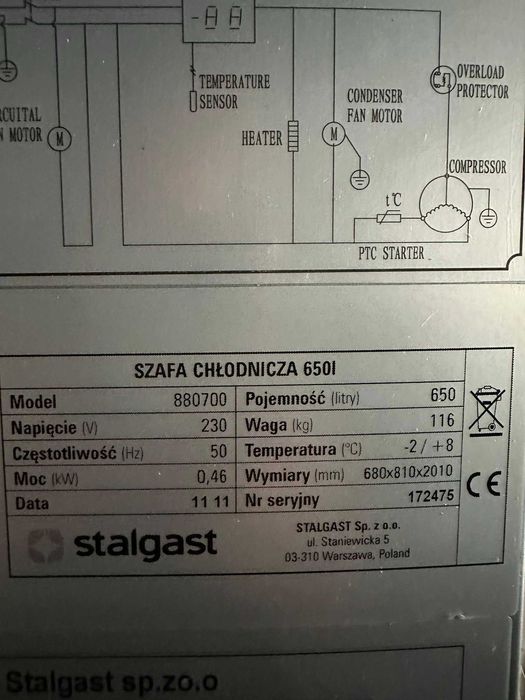 -8 8
TEMPERATURE
SENSOR
OVERLOAD
PROTECTOR
CONDENSER
FAN MOTOR
MOTOR
M
HEATER
M
COMPRESSOR
t℃
PTC STARTER
SZAFA CHŁODNICZA 650l
Model 880700 Pojemność (litry) 650
Napięcie (V) 230 Waga (kg) 116
Częstotliwość (Hz) 50 Temperatura (°C) -2 / +8
Moc (kW) 0,46 Wymiary (mm) 680x810x2010
Data 11 11 Nr seryjny 172475
CE
stalgast
STALGAST Sp. z o.o.
ul. Staniewicka 5
03-310 Warszawa, Poland
Stalgast sp.zo.o